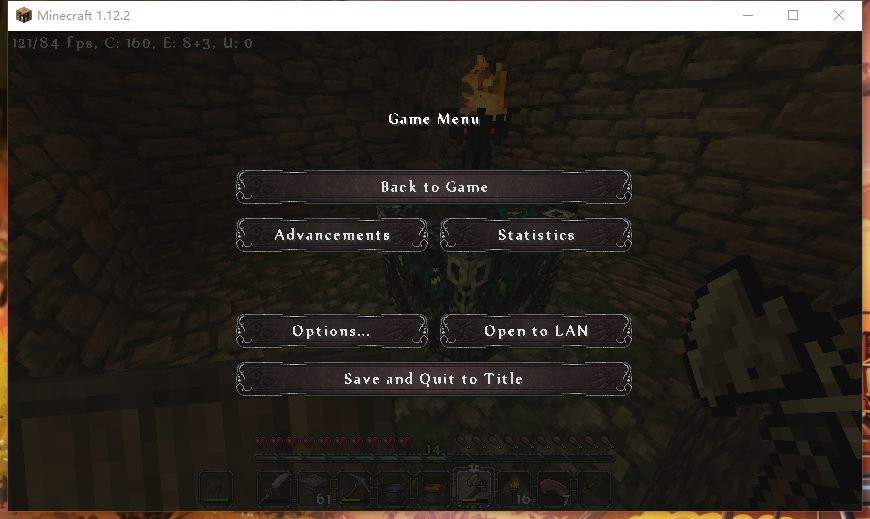 Minecraft 1.12.2
121/84 fps, C: 160, E: 8+3, U: 0
Game Menu
Back to Game
Advancements
Statistics
Options...
Open to LAN
Save and Quit to Title
14
61
16
7